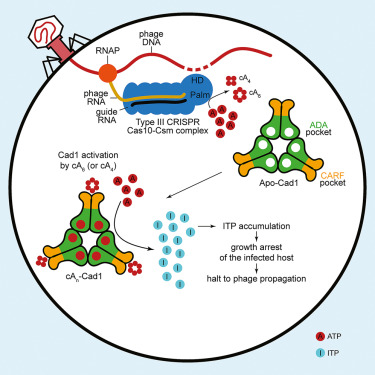 phage
DNA
RNAP
HD
Palm
cA4
cA6
phage
RNA
guide
RNA
Type III CRISPR
Cas10-Csm complex
A
A
A
A
A
A
A
ADA
pocket
CARF
pocket
Apo-Cad1
Cad1 activation
by cA6 (or cA4)
A
A
A
A
A
A
A
cAn-Cad1
I
I
I
I
I
I
I
I
I
I
I
I
ITP accumulation
growth arrest
of the infected host
halt to phage propagation
A ATP
I ITP